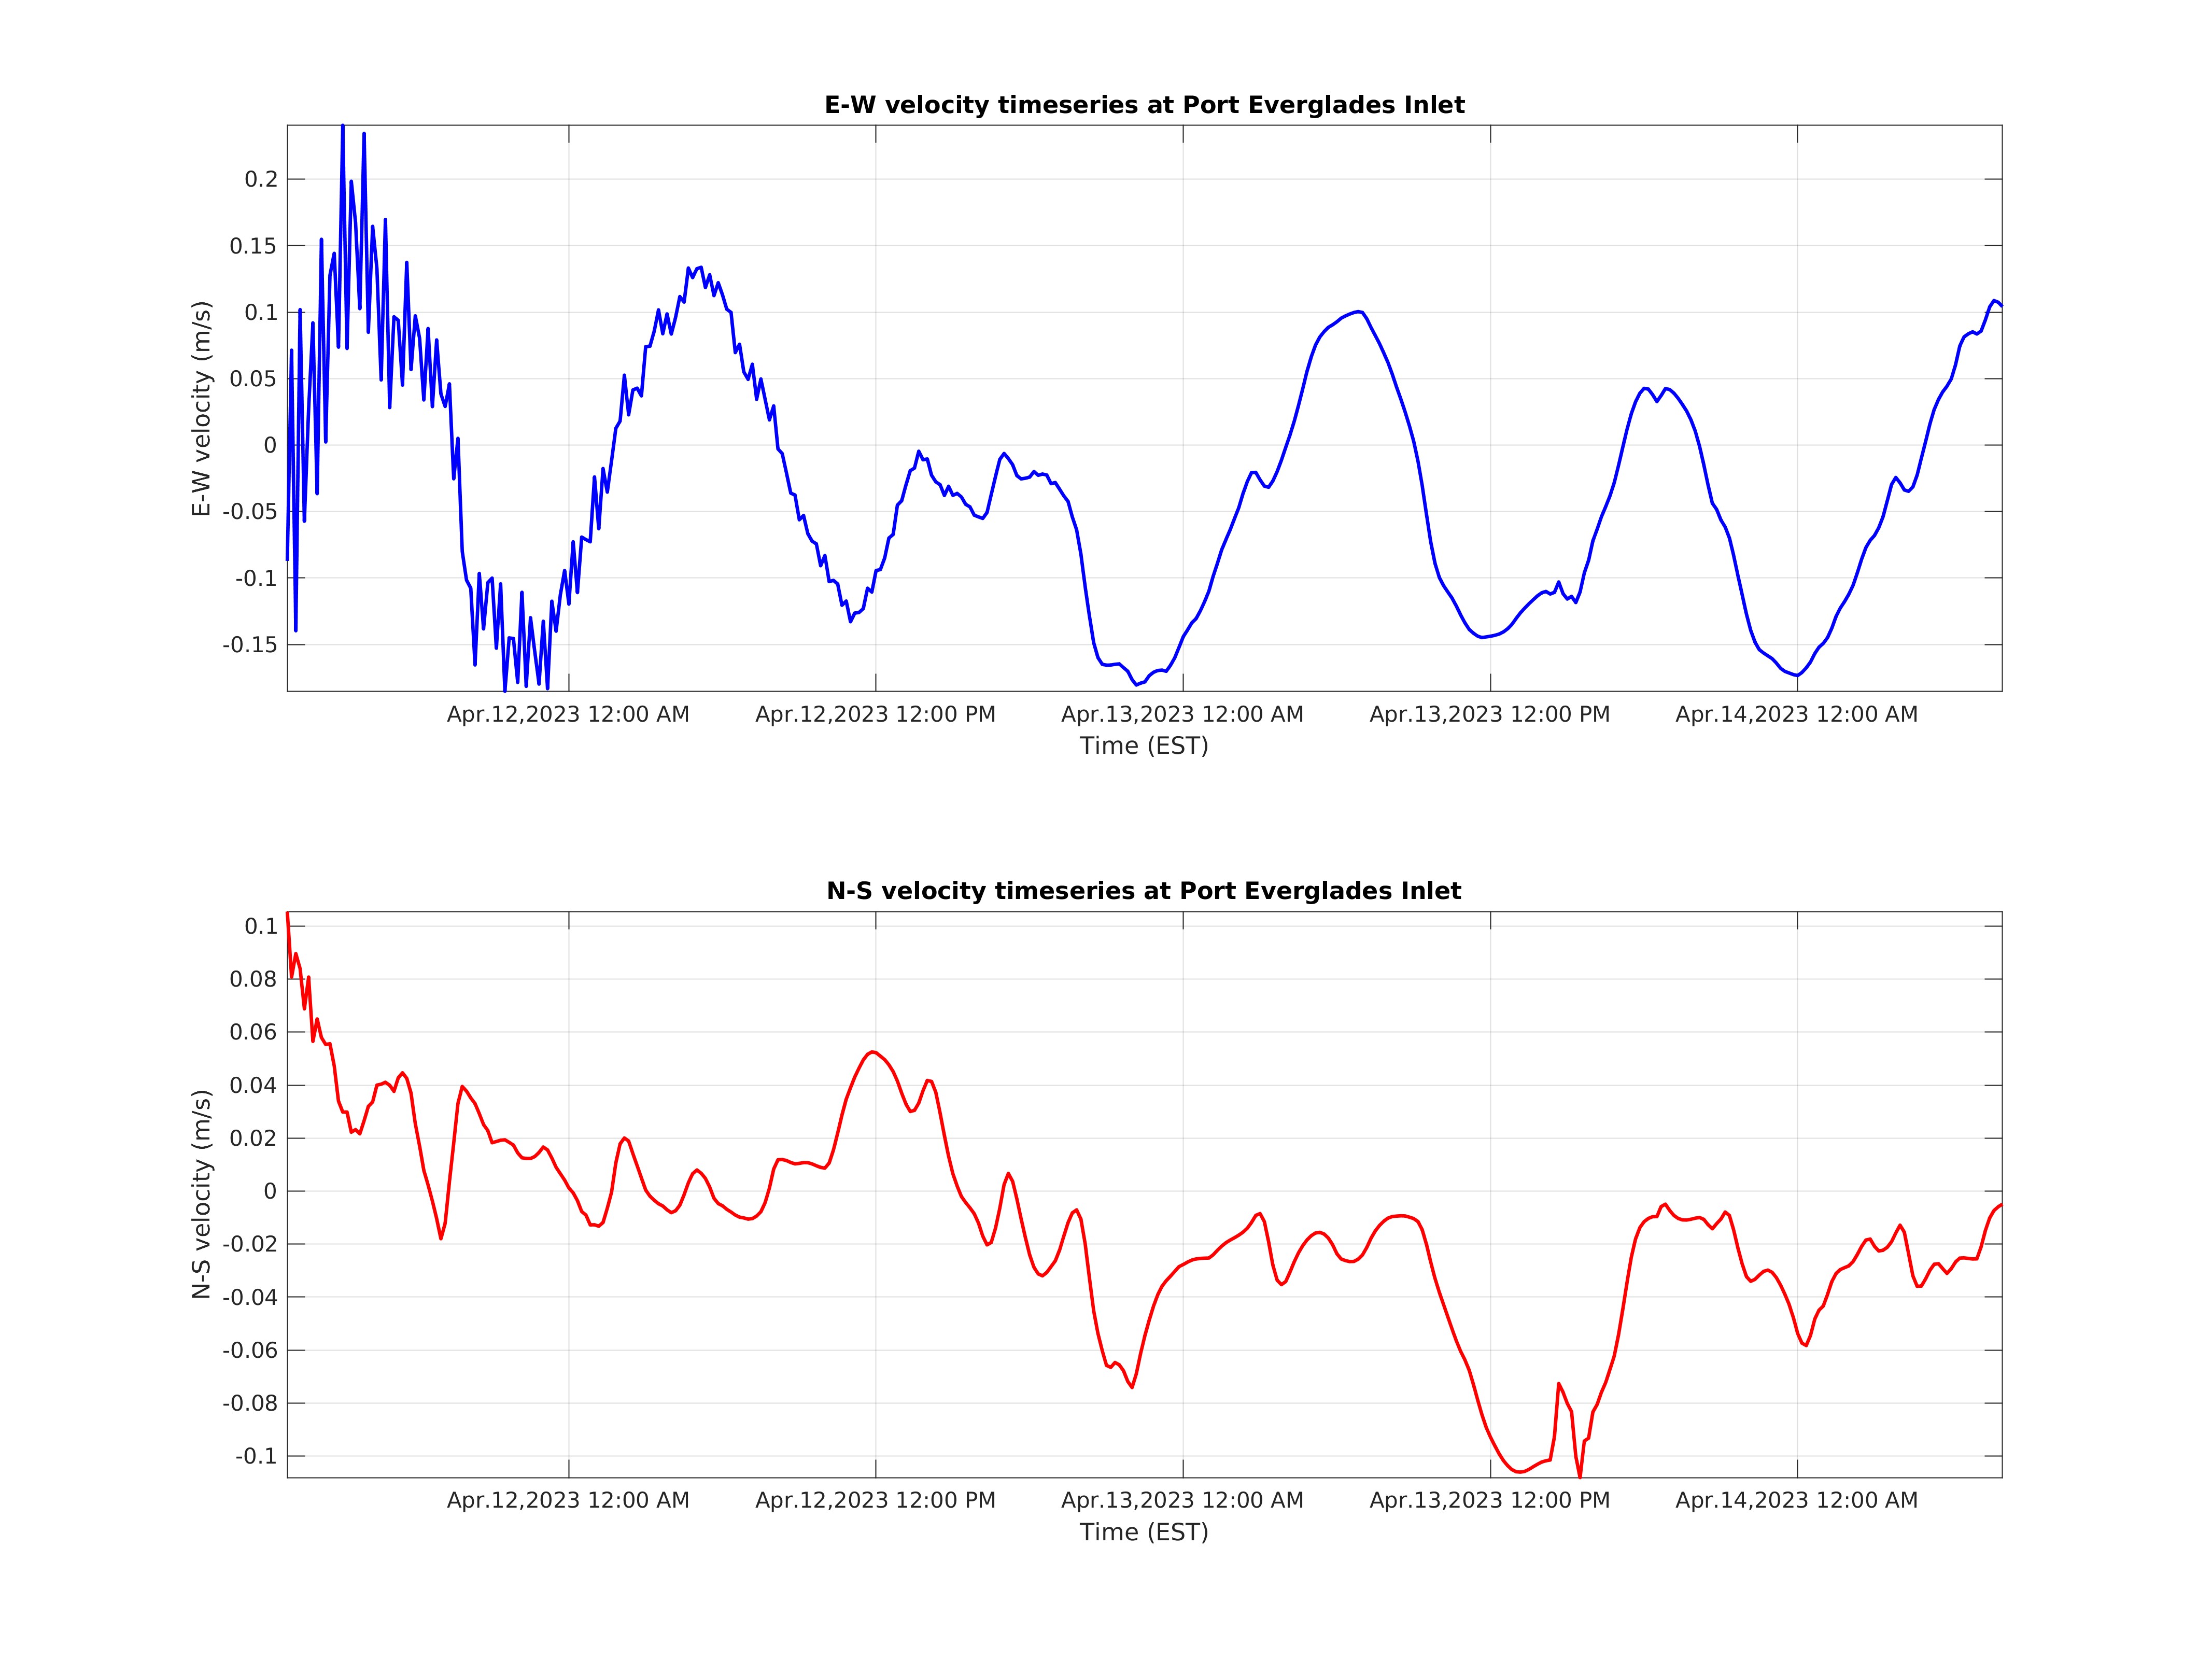 E-W velocity timeseries at Port Everglades Inlet
E-W velocity (m/s)
0.2
0.15
0.1
0.05
0
-0.05
-0.1
-0.15
Apr.12,2023 12:00 AM Apr.12,2023 12:00 PM Apr.13,2023 12:00 AM Apr.13,2023 12:00 PM Apr.14,2023 12:00 AM
Time (EST)
N-S velocity timeseries at Port Everglades Inlet
N-S velocity (m/s)
0.1
0.08
0.06
0.04
0.02
0
-0.02
-0.04
-0.06
-0.08
-0.1
Apr.12,2023 12:00 AM Apr.12,2023 12:00 PM Apr.13,2023 12:00 AM Apr.13,2023 12:00 PM Apr.14,2023 12:00 AM
Time (EST)